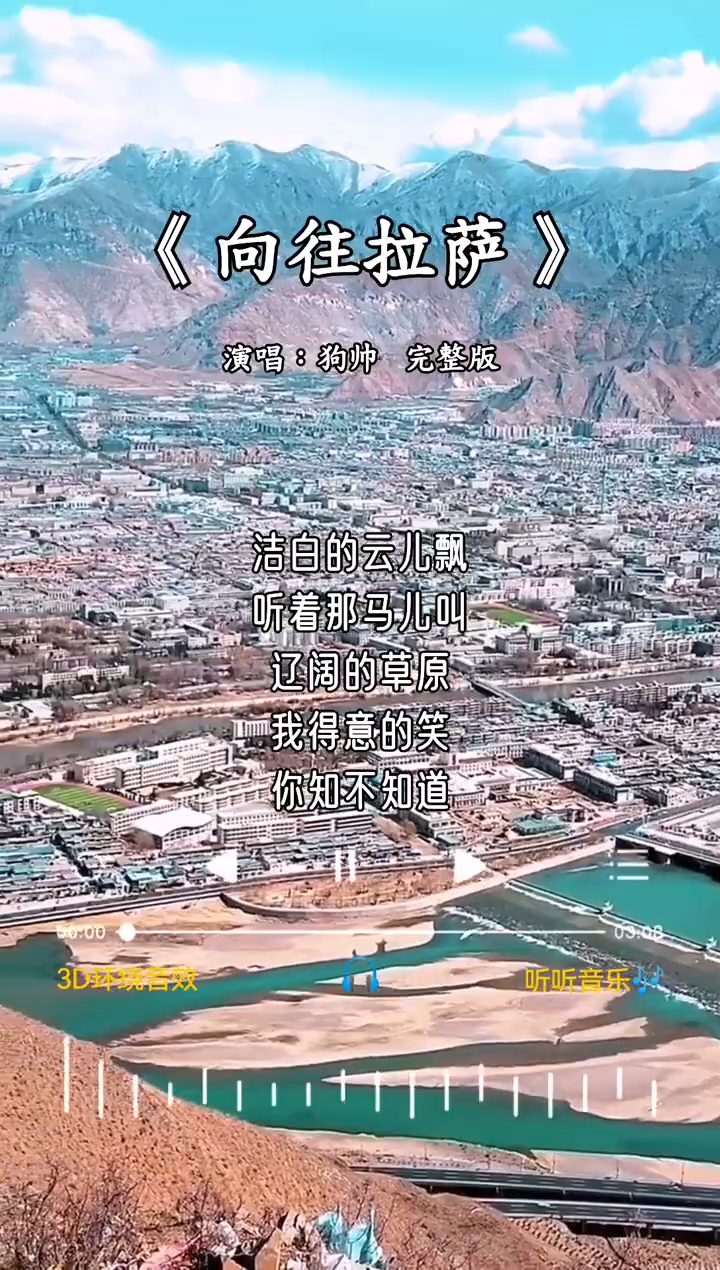 《向往拉萨》
演唱：狗帅 完整版
洁白的云儿飘
听着那马儿叫
辽阔的草原
我得意的笑
你知不知道
00:00 03:08
3D环绕音效 听听音乐